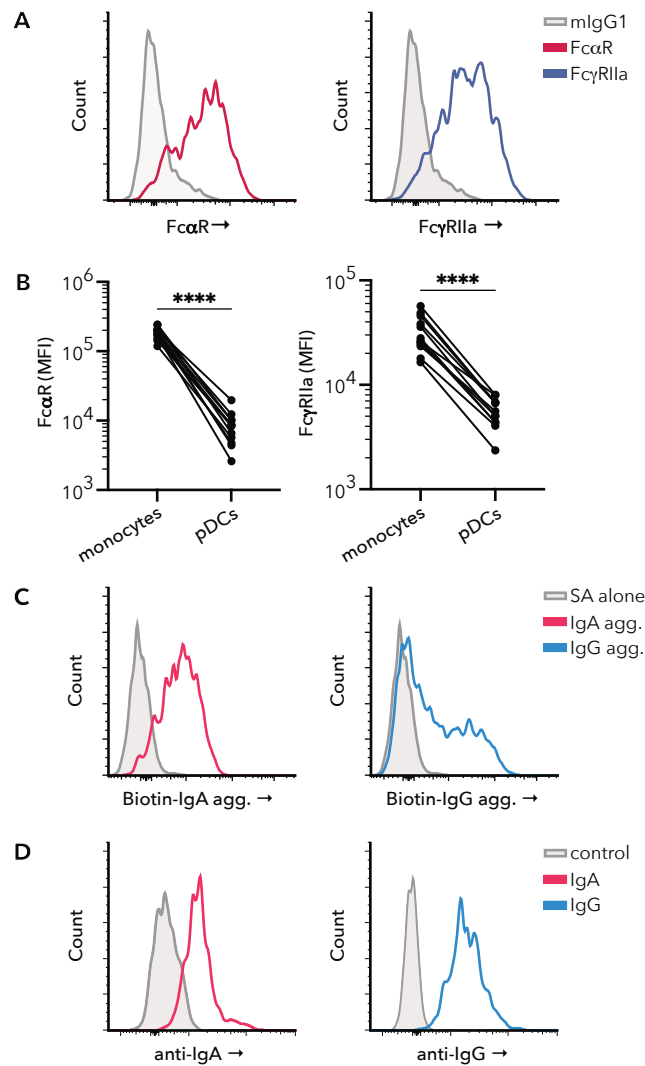 A
Count
FcαR→
Count
FcγRIIa →
mIgG1
FcαR
FcγRIIa
B
FcαR (MFI)
10⁶
10⁵
10⁴
10³
****
monocytes
pDCs
FcγRIIa (MFI)
10⁵
10⁴
10³
****
monocytes
pDCs
C
Count
Biotin-IgA agg. →
Count
Biotin-IgG agg. →
SA alone
IgA agg.
IgG agg.
D
Count
anti-IgA →
Count
anti-IgG →
control
IgA
IgG